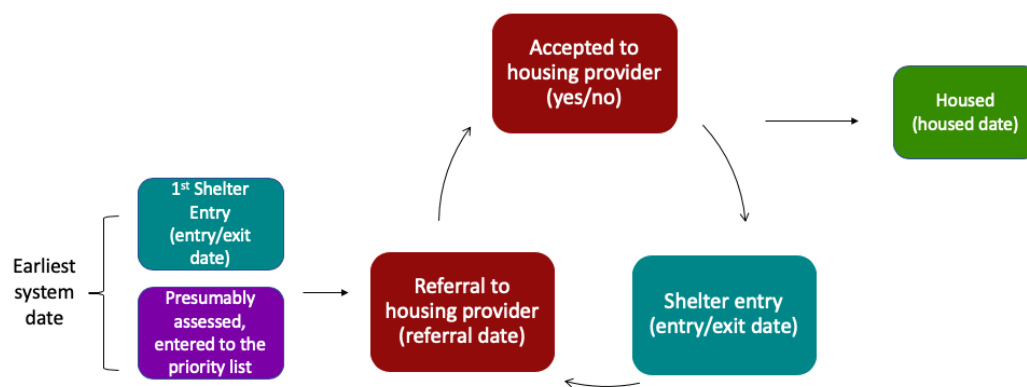 Accepted to
housing provider
(yes/no)
Housed
(housed date)
1st Shelter
Entry
(entry/exit
date)
Earliest
system
date
Presumably
assessed,
entered to the
priority list
Referral to
housing provider
(referral date)
Shelter entry
(entry/exit date)